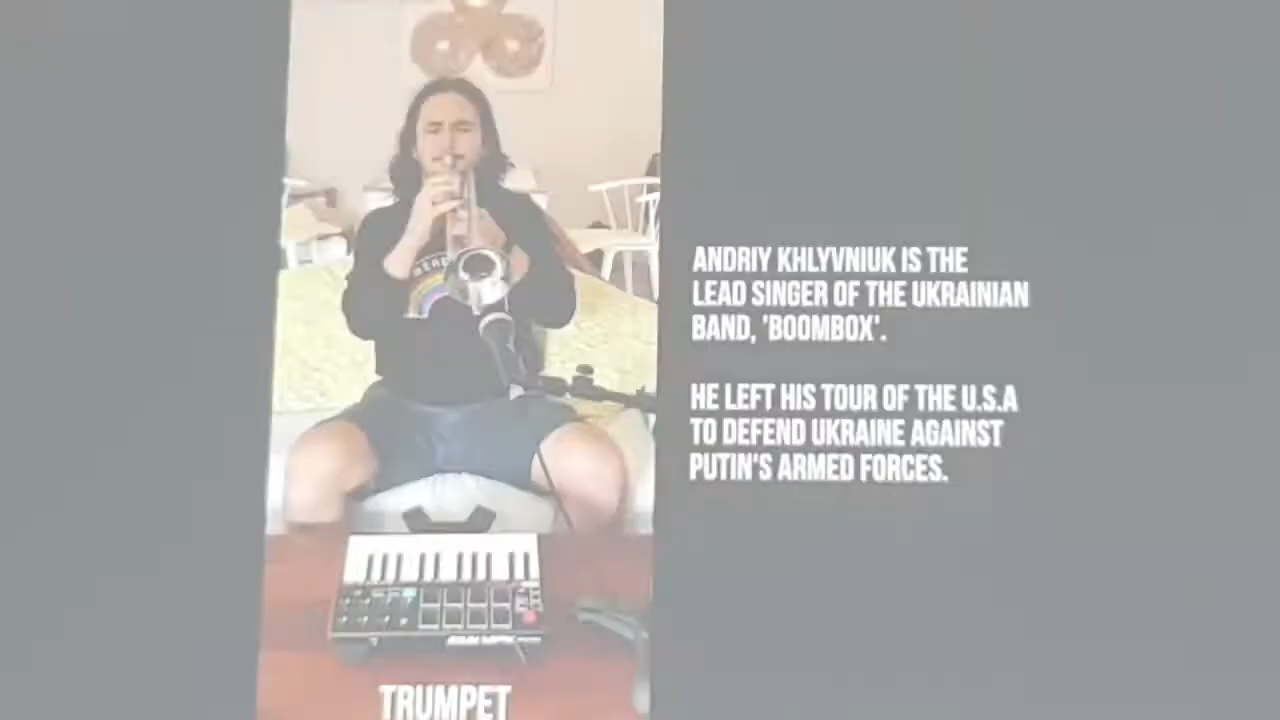 ANDRIY KHLYVNIUK IS THE
LEAD SINGER OF THE UKRAINIAN
BAND, 'BOOMBOX'.
HE LEFT HIS TOUR OF THE U.S.A
TO DEFEND UKRAINE AGAINST
PUTIN'S ARMED FORCES.
TRUMPET